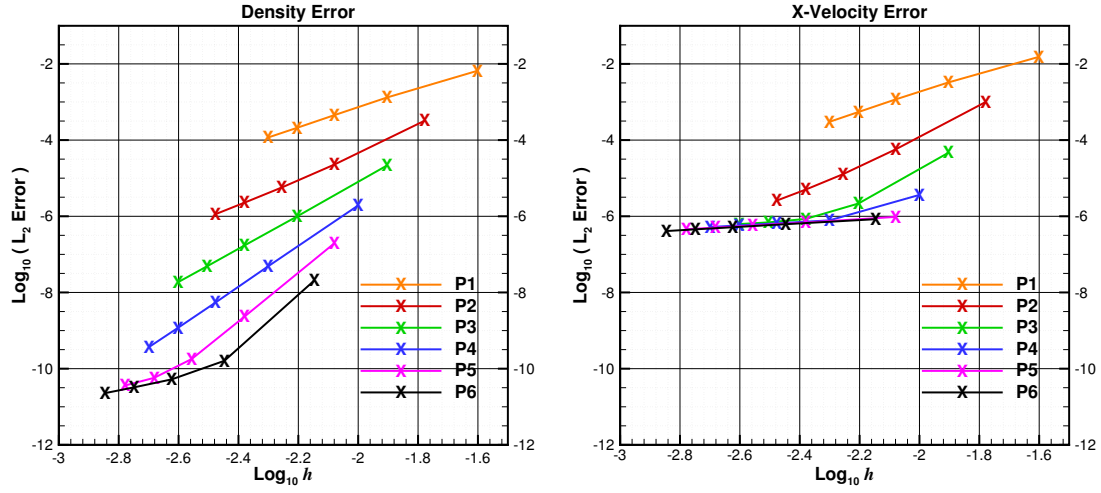 Density Error
-2
-4
-6
-8
-10
-12
-2
-4
-6
-8
-10
-12
Log10 ( L2 Error )
P1
P2
P3
P4
P5
P6
-3 -2.8 -2.6 -2.4 -2.2 -2 -1.8 -1.6
Log10 h
X-Velocity Error
-2
-4
-6
-8
-10
-12
-2
-4
-6
-8
-10
-12
Log10 ( L2 Error )
P1
P2
P3
P4
P5
P6
-3 -2.8 -2.6 -2.4 -2.2 -2 -1.8 -1.6 -1.4
Log10 h